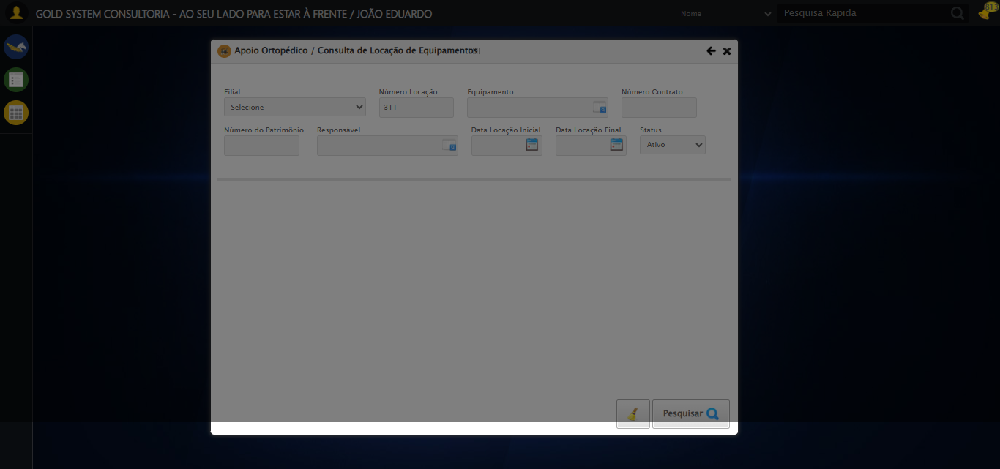 GOLD SYSTEM CONSULTORIA - AO SEU LADO PARA ESTAR À FRENTE / JOÃO EDUARDO
Nome
Pesquisa Rapida
813
Apoio Ortopédico / Consulta de Locação de Equipamentos
Filial
Número Locação
Equipamento
Número Contrato
Selecione
311
Número do Patrimônio
Responsável
Data Locação Inicial
Data Locação Final
Status
Ativo
Pesquisar